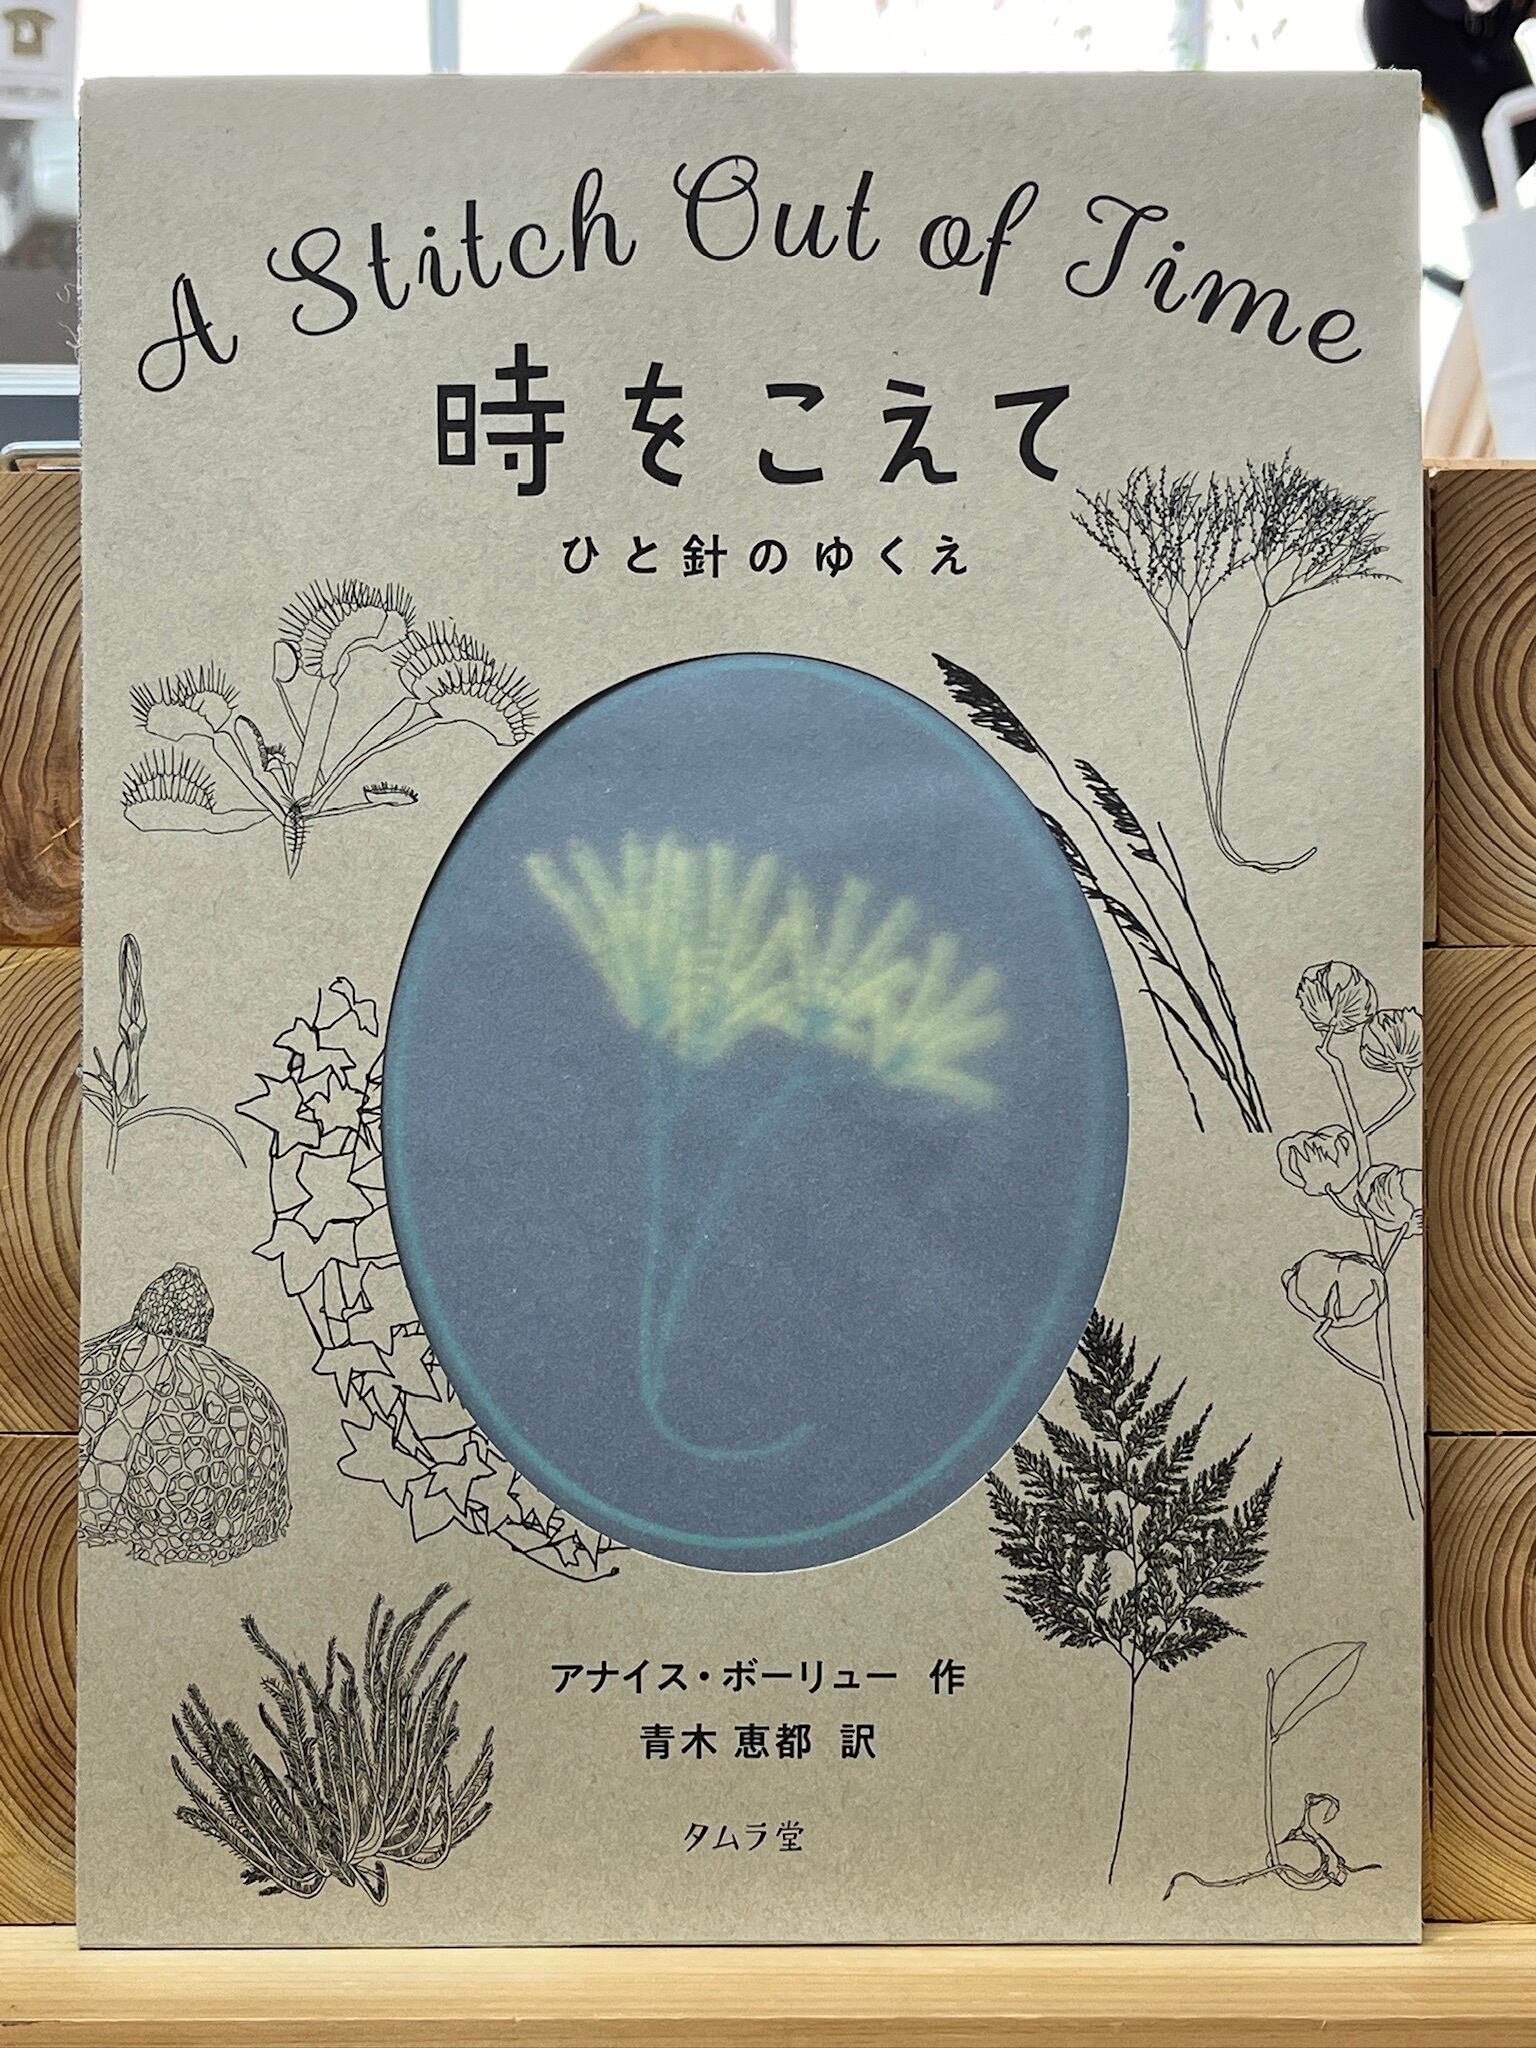 A Stitch Out of Time
時をこえて
ひと針のゆくえ
アナイス・ボーリュー 作
青木 恵都 訳
タムラ堂